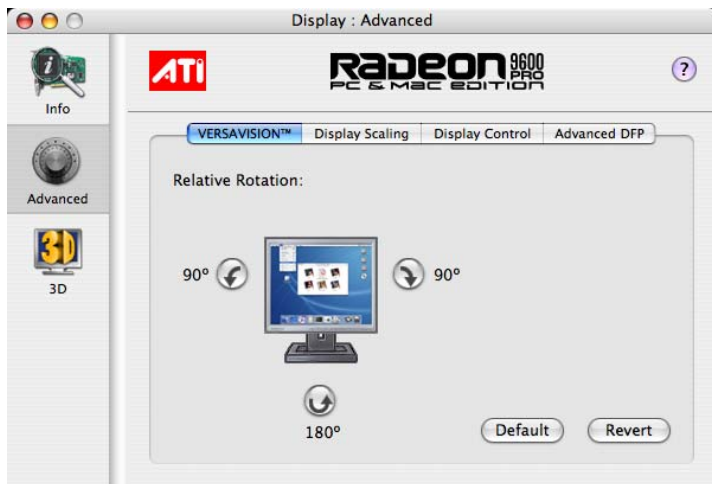 Display : Advanced
Info
Advanced
3D
3D
ATI
RADEON 9600 PRO
PC & MAC EDITION
?
VERSAVISION™
Display Scaling
Display Control
Advanced DFP
Relative Rotation:
90°
90°
180°
Default
Revert